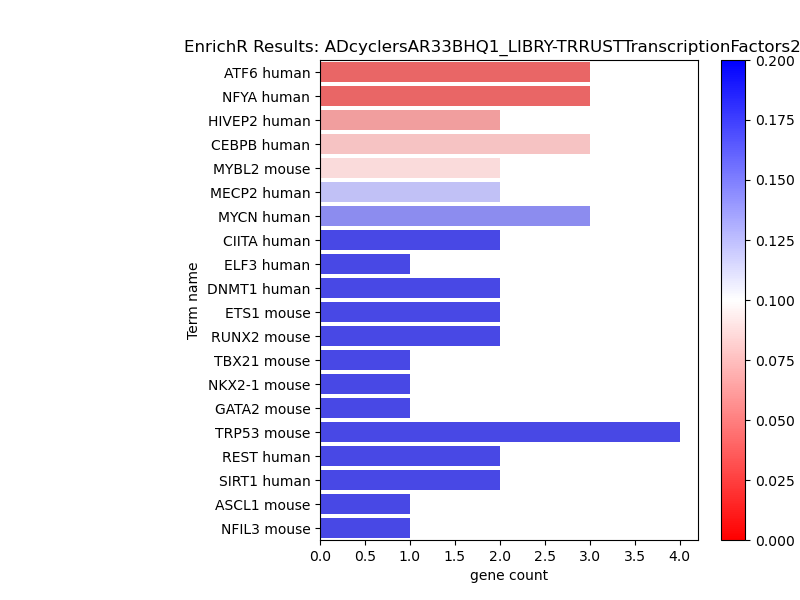 EnrichR Results: ADcyclersAR33BHQ1_LIBRY-TRRUSTTranscriptionFactors2
ATF6 human
NFYA human
HIVEP2 human
CEBPB human
MYBL2 mouse
MECP2 human
MYCN human
CIITA human
ELF3 human
DNMT1 human
ETS1 mouse
RUNX2 mouse
TBX21 mouse
NKX2-1 mouse
GATA2 mouse
TRP53 mouse
REST human
SIRT1 human
ASCL1 mouse
NFIL3 mouse
Term name
0.0 0.5 1.0 1.5 2.0 2.5 3.0 3.5 4.0
gene count
0.200
0.175
0.150
0.125
0.100
0.075
0.050
0.025
0.000